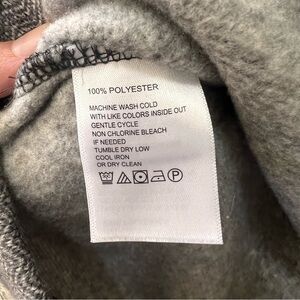 100% POLYESTER
MACHINE WASH COLD
WITH LIKE COLORS INSIDE OUT
GENTLE CYCLE
NON CHLORINE BLEACH
IF NEEDED
TUMBLE DRY LOW
COOL IRON
OR DRY CLEAN
P